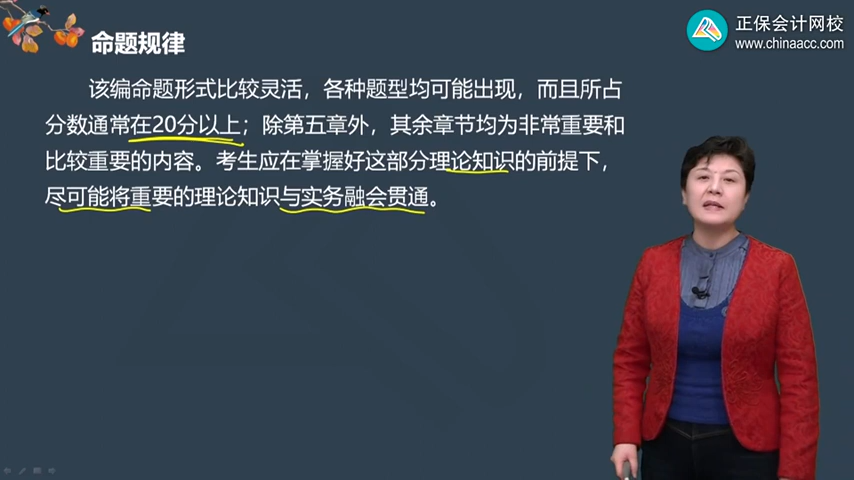 正保会计网校
www.chinaacc.com
命题规律
该编命题形式比较灵活，各种题型均可能出现，而且所占
分数通常在20分以上；除第五章外，其余章节均为非常重要和
比较重要的内容。考生应在掌握好这部分理论知识的前提下，
尽可能将重要的理论知识与实务融会贯通。